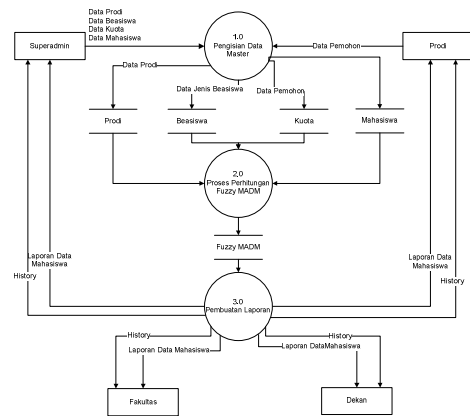 Data Prodi
Data Beasiswa
Data Kuota
Data Mahasiswa
Superadmin
1.0
Pengisian Data
Master
Data Pemohon
Prodi
Data Prodi
Data Jenis Beasiswa
Data Pemohon
Prodi
Beasiswa
Kuota
Mahasiswa
2,0
Proses Perhitungan
Fuzzy MADM
Fuzzy MADM
Laporan Data
Mahasiswa
History
Laporan Data
Mahasiswa
History
3.0
Pembuatan Laporan
History
Laporan Data Mahasiswa
History
Laporan DataMahasiswa
Fakultas
Dekan